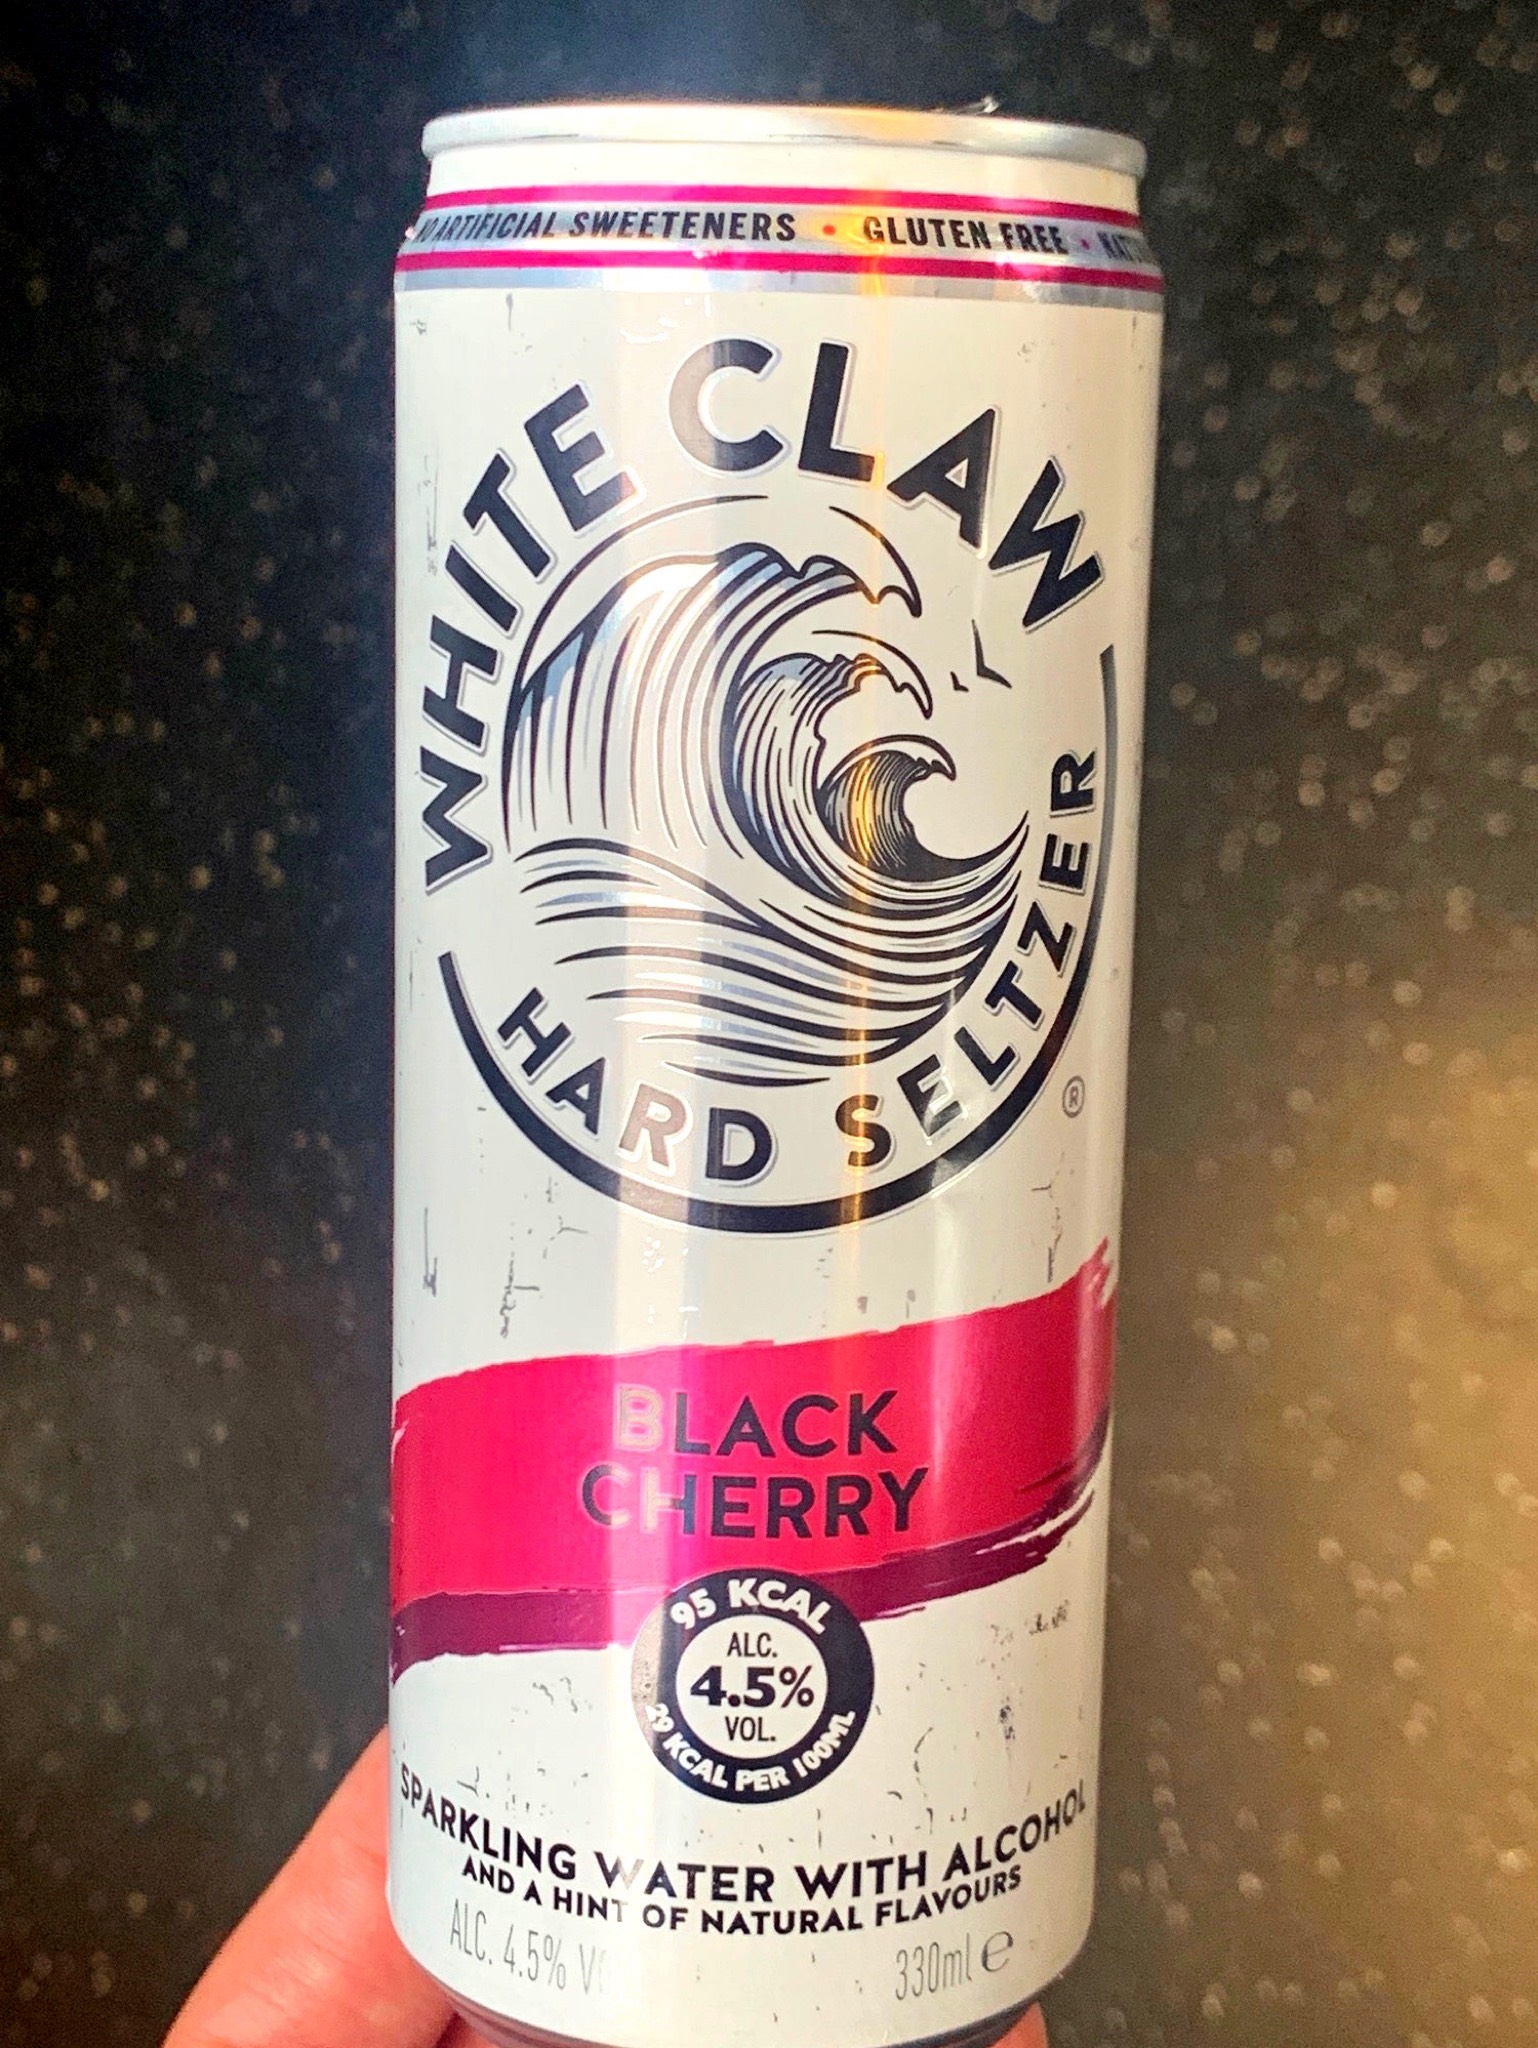 NO ARTIFICIAL SWEETENERS • GLUTEN FREE •
WHITE CLAW
HARD SELTZER
®
BLACK
CHERRY
95 KCAL
ALC.
4.5%
VOL.
29 KCAL PER 100ML
SPARKLING WATER WITH ALCOHOL
AND A HINT OF NATURAL FLAVOURS
ALC. 4.5% 330ml ℮